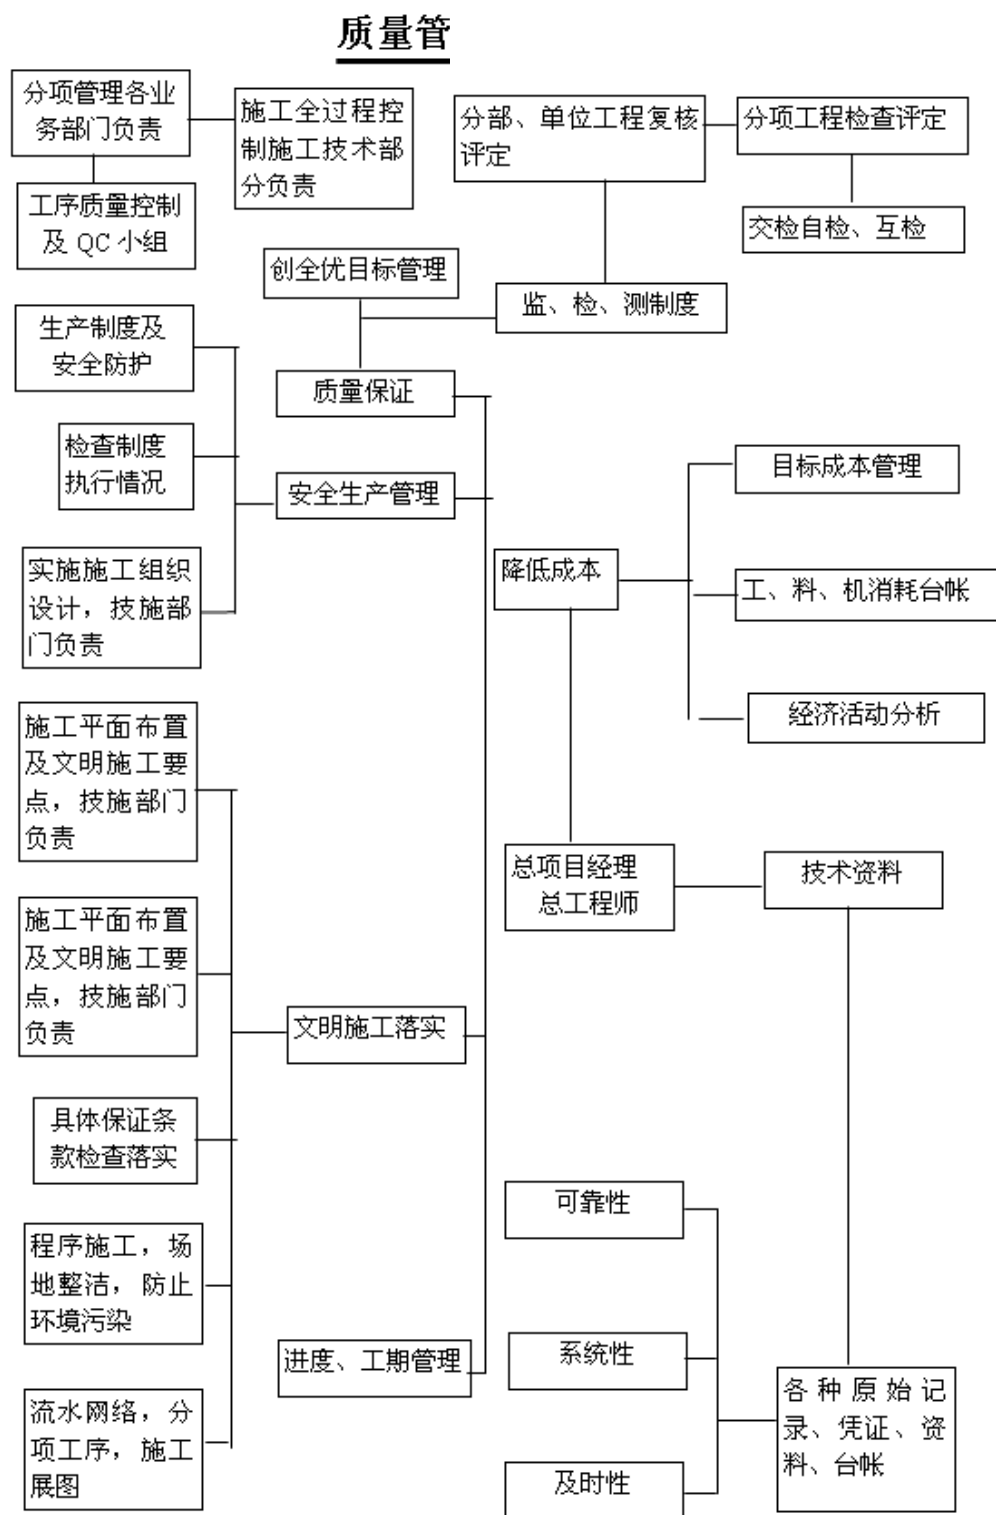 质量管
分项管理各业
务部门负责
施工全过程控
制施工技术部
分负责
分部、单位工程复核
评定
分项工程检查评定
工序质量控制
及 QC 小组
交检自检、互检
创全优目标管理
监、检、测制度
生产制度及
安全防护
质量保证
检查制度
执行情况
安全生产管理
目标成本管理
实施施工组织
设计，技施部
门负责
降低成本
工、料、机消耗台帐
经济活动分析
施工平面布置
及文明施工要
点，技施部门
负责
总项目经理
总工程师
技术资料
施工平面布置
及文明施工要
点，技施部门
负责
文明施工落实
具体保证条
款检查落实
可靠性
程序施工，场
地整洁，防止
环境污染
进度、工期管理
系统性
各种原始记
录、凭证、资
料、台帐
流水网络，分
项工序，施工
展图
及时性